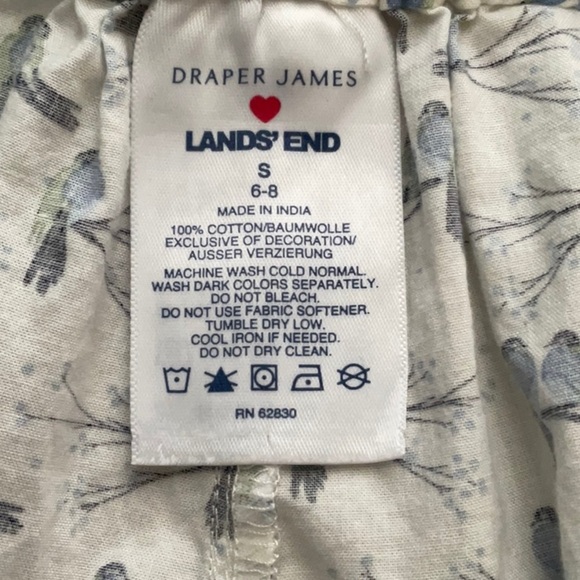 DRAPER JAMES
LANDS' END
S
6-8
MADE IN INDIA
100% COTTON/BAUMWOLLE
EXCLUSIVE OF DECORATION/
AUSSER VERZIERUNG
MACHINE WASH COLD NORMAL.
WASH DARK COLORS SEPARATELY.
DO NOT BLEACH.
DO NOT USE FABRIC SOFTENER.
TUMBLE DRY LOW.
COOL IRON IF NEEDED.
DO NOT DRY CLEAN.
RN 62830